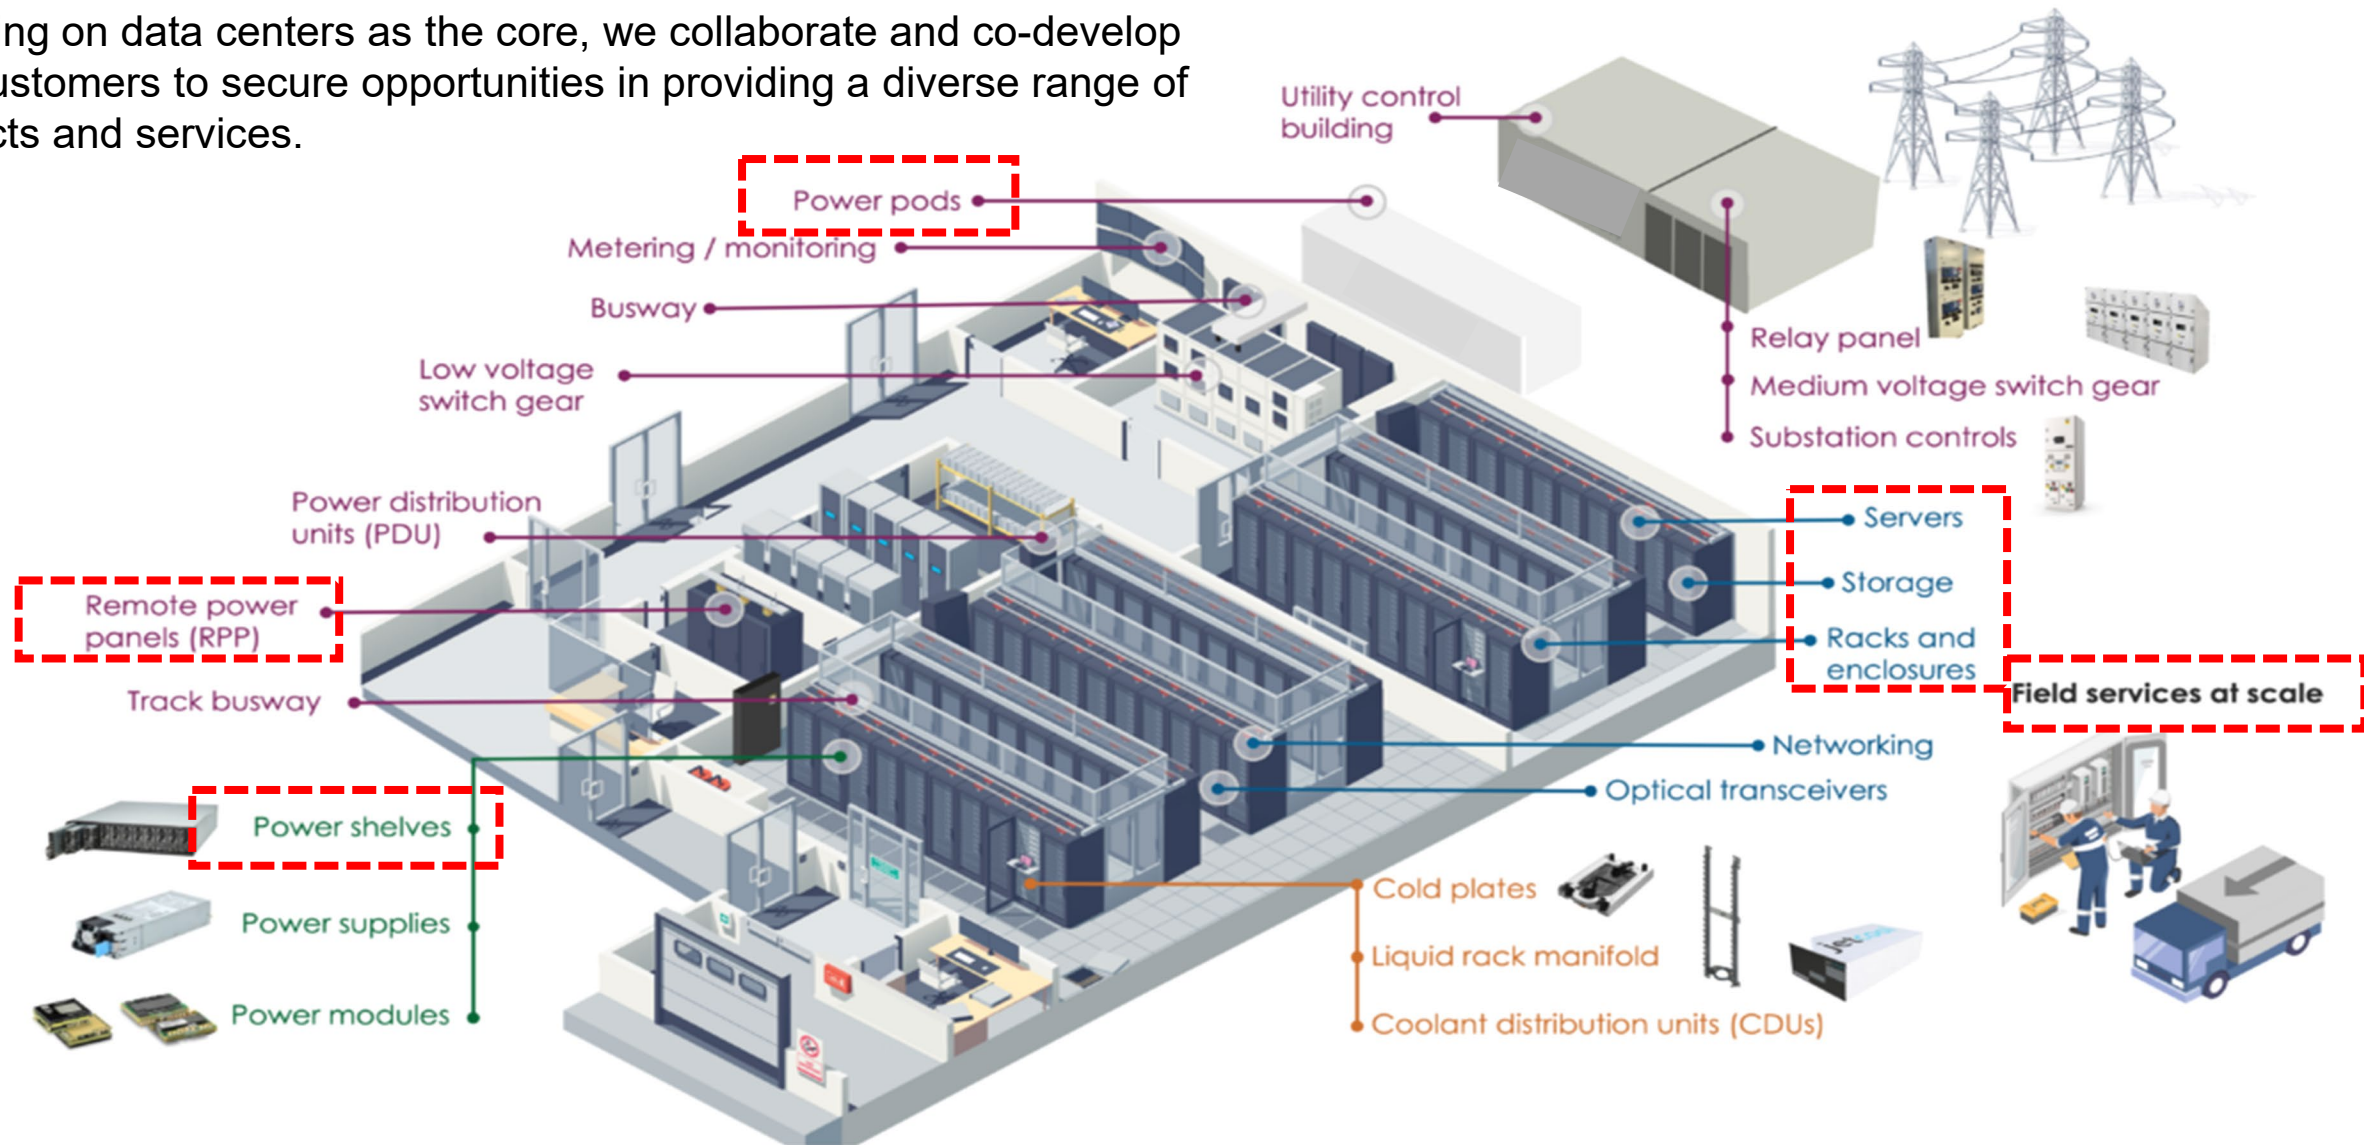 ng on data centers as the core, we collaborate and co-develop
ustomers to secure opportunities in providing a diverse range of
cts and services.
Utility control
building
Power pods
Metering / monitoring
Busway
Low voltage
switch gear
Relay panel
Medium voltage switch gear
Substation controls
Power distribution
units (PDU)
Servers
Storage
Remote power
panels (RPP)
Racks and
enclosures
Field services at scale
Track busway
Networking
Optical transceivers
Power shelves
Cold plates
Power supplies
Liquid rack manifold
Power modules
Coolant distribution units (CDUs)